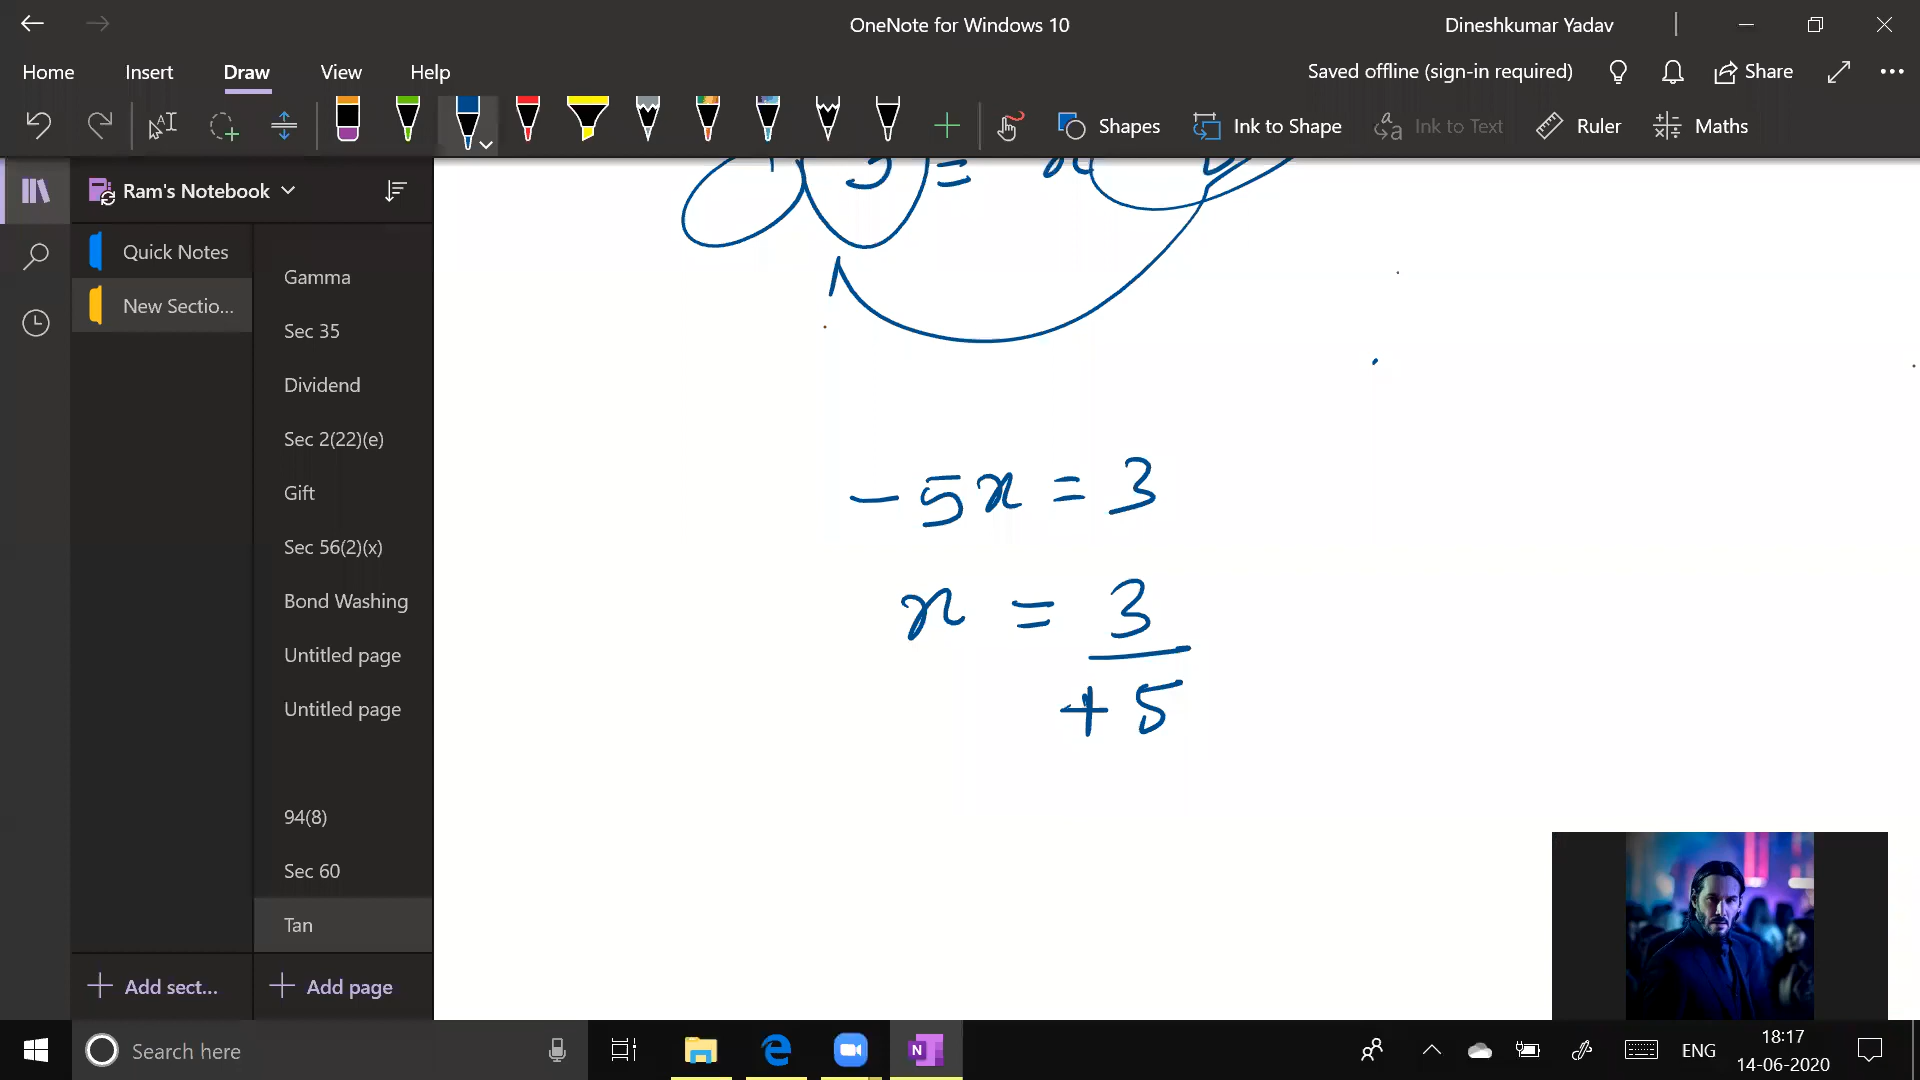 OneNote for Windows 10
Dineshkumar Yadav
Home Insert Draw View Help
Saved offline (sign-in required)
Share
Shapes
Ink to Shape
Ink to Text
Ruler
Maths
Ram's Notebook
Quick Notes
New Sectio...
Gamma
Sec 35
Dividend
Sec 2(22)(e)
Gift
Sec 56(2)(x)
Bond Washing
Untitled page
Untitled page
94(8)
Sec 60
Tan
Add sect...
Add page
- 5x = 3
x = 3
+ 5
Search here
ENG
18:17
14-06-2020